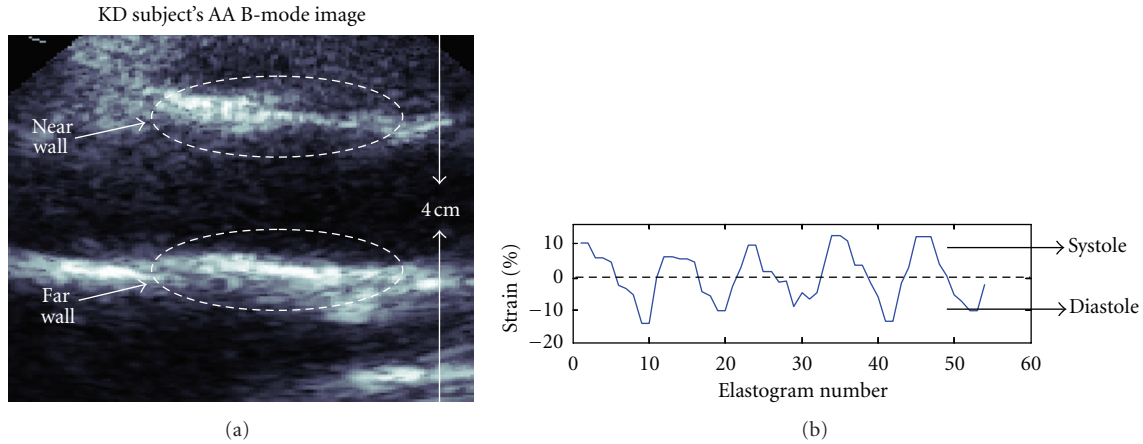 KD subject's AA B-mode image
Near
wall
4 cm
Far
wall
(a)
Strain (%)
10
0
−10
−20
0
10
20
30
40
50
60
Elastogram number
Systole
Diastole
(b)